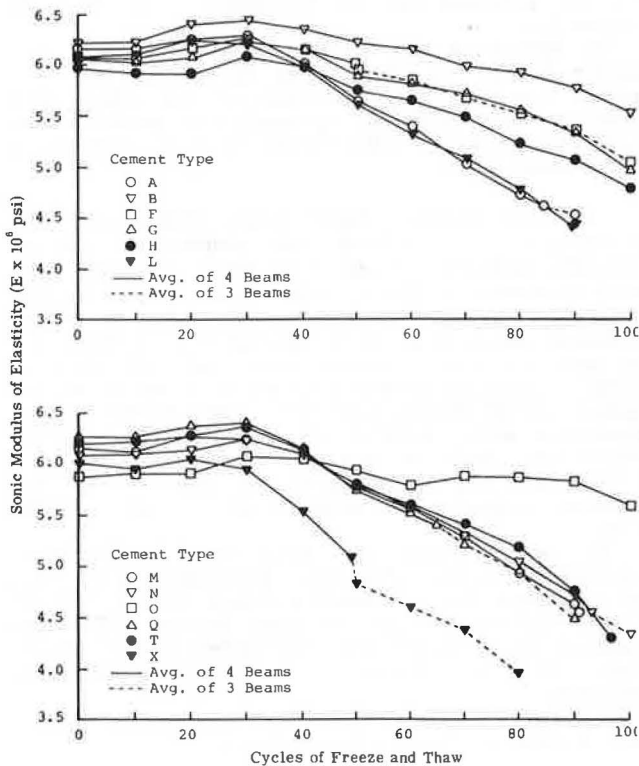 Sonic Modulus of Elasticity (E x 10⁶ psi)
6.5
6.0
5.5
5.0
4.5
4.0
3.5
Cement Type
A
B
F
G
H
L
Avg. of 4 Beams
Avg. of 3 Beams
0 20 40 60 80 100
6.5
6.0
5.5
5.0
4.5
4.0
3.5
Cement Type
M
N
O
Q
T
X
Avg. of 4 Beams
Avg. of 3 Beams
0 20 40 60 80 100
Cycles of Freeze and Thaw